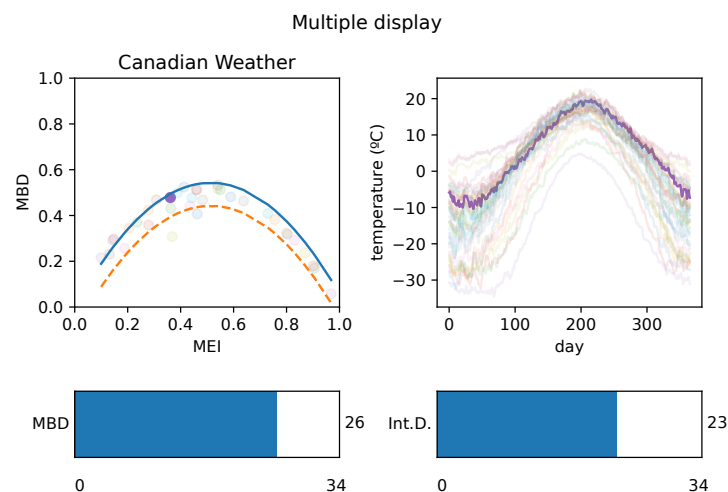 Multiple display
Canadian Weather
1.0
0.8
0.6
0.4
0.2
0.0
MBD
0.0 0.2 0.4 0.6 0.8 1.0
MEI
20
10
0
−10
−20
−30
temperature (ºC)
0 100 200 300
day
MBD 26
0 34
Int.D. 23
0 34